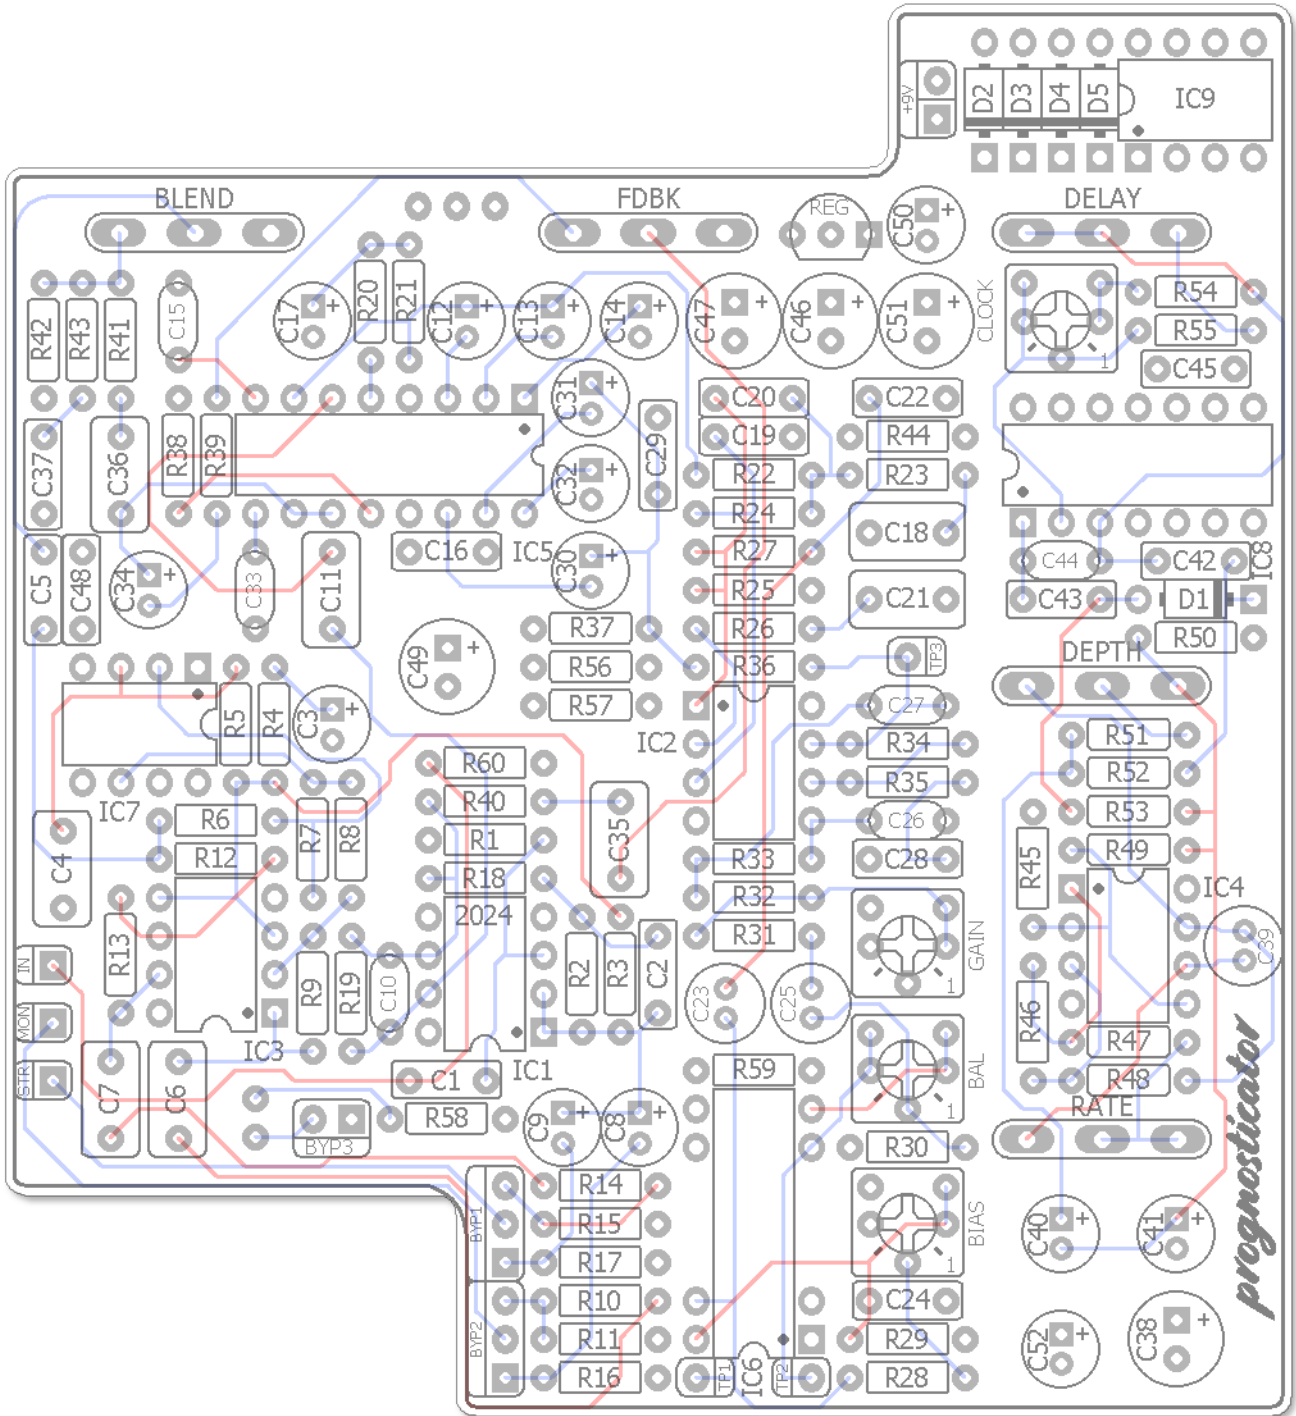 D2 D3 D4 D5 IC9
+9V
BLEND FDBK REG C50 + DELAY
R42 R43 R41 C15 C17 + R20 R21 C12 + C13 + C14 + C47 + C46 + C51 + CLOCK R54
R55
1
C45
C31 + C20 C22
C37 C36 R38 R39 C29 C19 R44
C32 + R22 R23
R24
C5 C48 C34 + C33 C11 C16 IC5 C30 + R27 C18 C44 C42 IC8
R25 C21 C43 D1
R37 R26 R50
C49 + R56 R36 TP3 DEPTH
R5 R4 C3 + R57 C27
IC2 R34 R51
R60 R35 R52
IC7 R6 R40 C35 C26 R53
R7 R8 R1
C4 R12 R18 R33 C28 R45 R49
2024 R32 IC4
R13 R31 GAIN C39
IN R9 R19 C10 R2 R3 C2
1
MON C23 C25 R46
IC3 R47
STR C7 C6 C1 IC1 R59 BAL R48
1
BYP3 R58 C9 + C8 + RATE
R30
R14
BYP1 R15 BIAS C40 + C41 +
R17 1
R10 C24
BYP2 R11 R29 C52 + C38 +
R16 TP1 IC6 TP2 R28
prognosticator